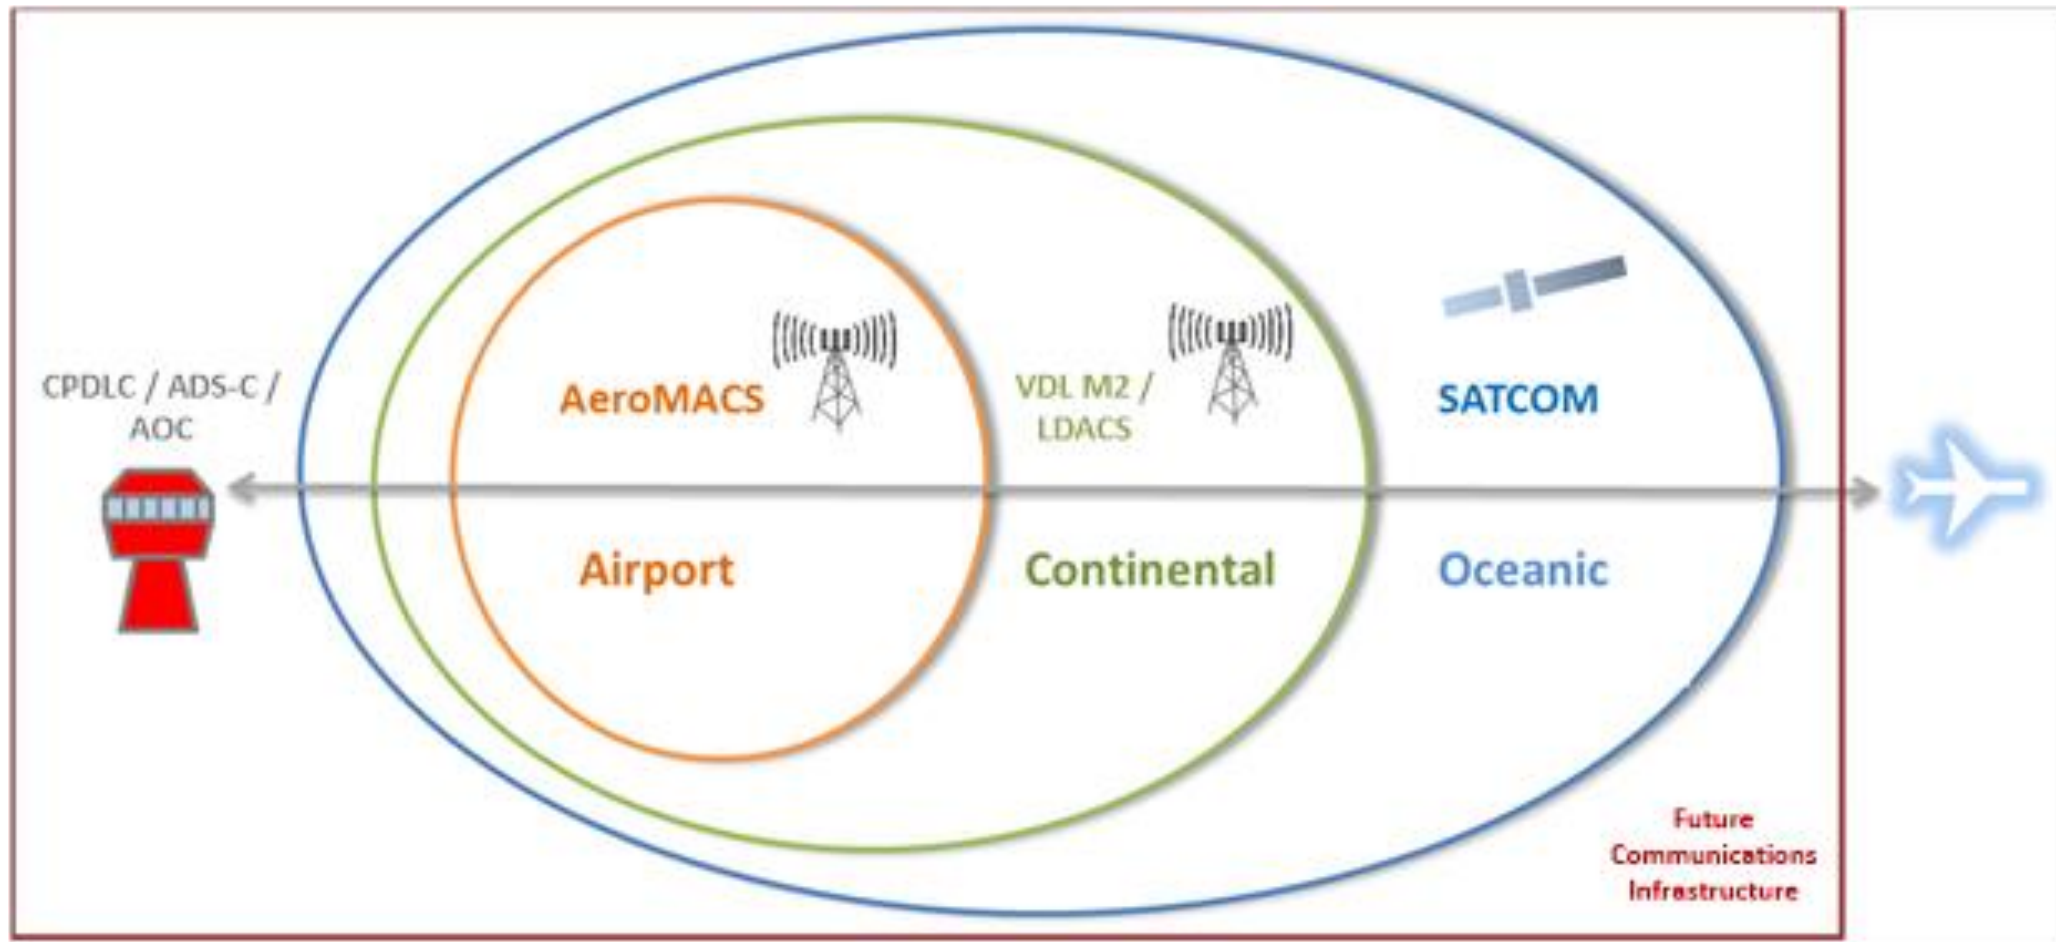 CPDLC / ADS-C /
AOC
AeroMACS
VDL M2 /
LDACS
SATCOM
Airport
Continental
Oceanic
Future
Communications
Infrastructure